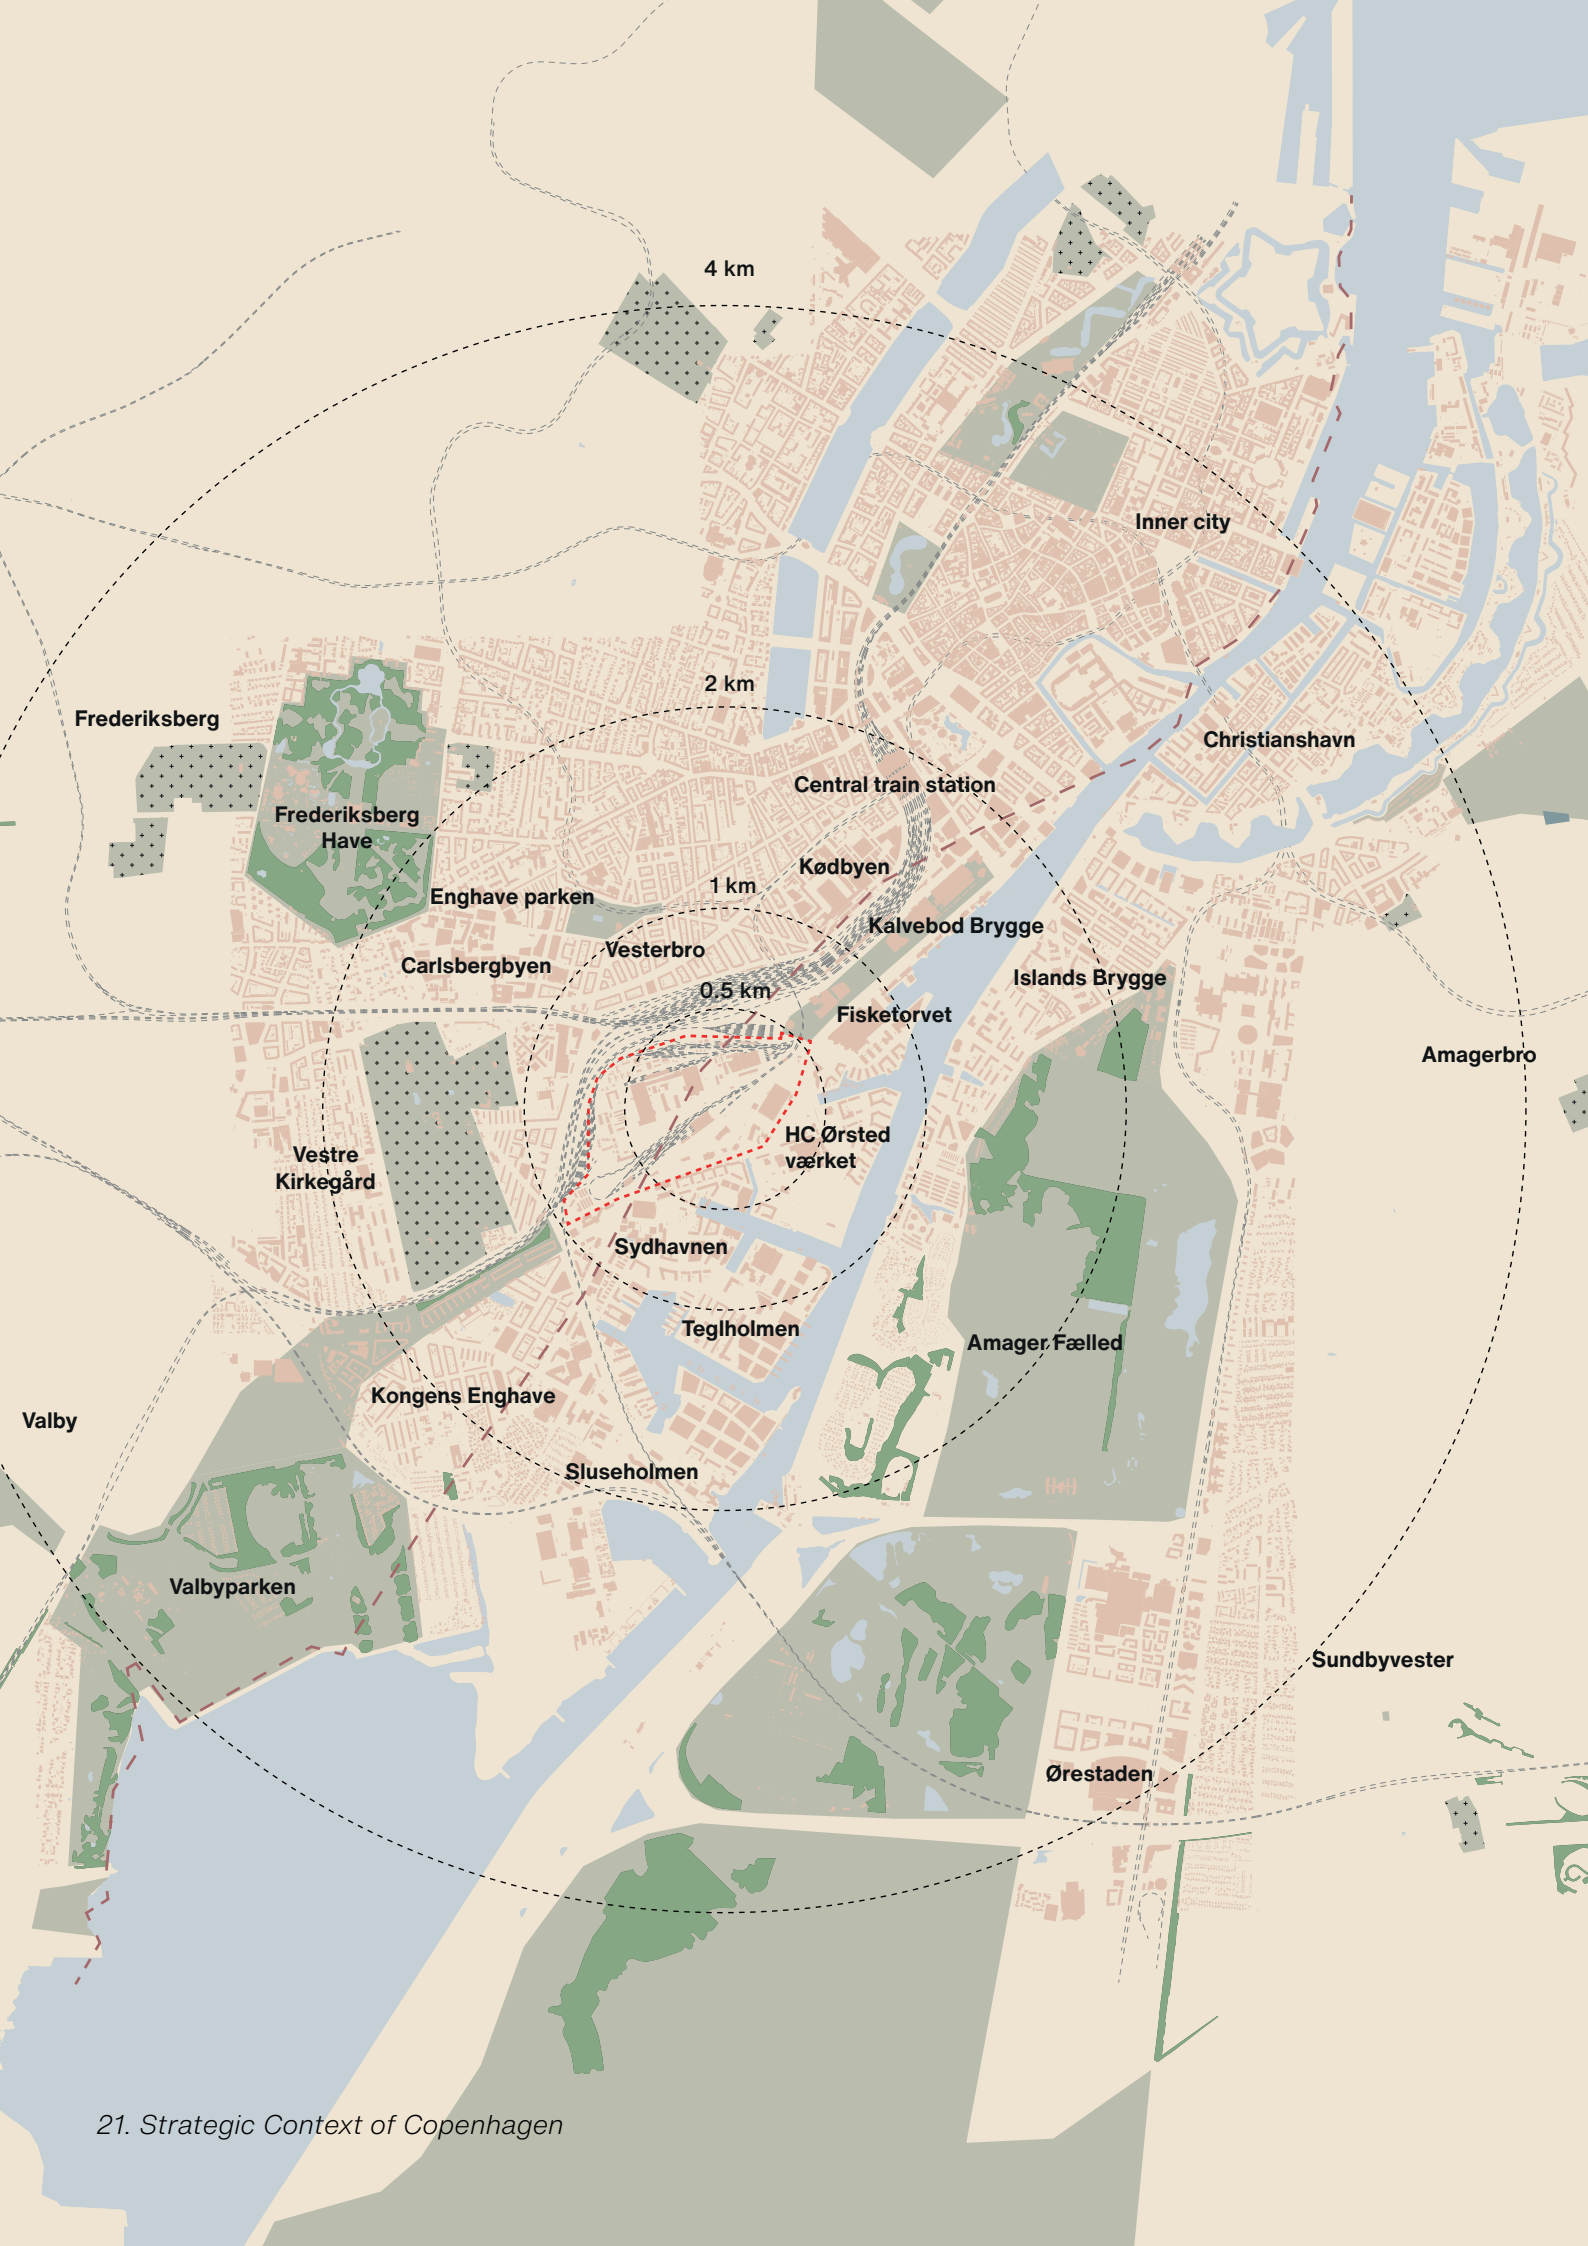 4 km
Inner city
2 km
Frederiksberg
Christianshavn
Central train station
Frederiksberg
Have
Kødbyen
1 km
Enghave parken
Kalvebod Brygge
Vesterbro
Carlsbergbyen
Islands Brygge
0.5 km
Fisketorvet
Amagerbro
HC Ørsted
værket
Vestre
Kirkegård
Sydhavnen
Teglholmen
Amager Fælled
Kongens Enghave
Valby
Sluseholmen
Valbyparken
Sundbyvester
Ørestaden
21. Strategic Context of Copenhagen